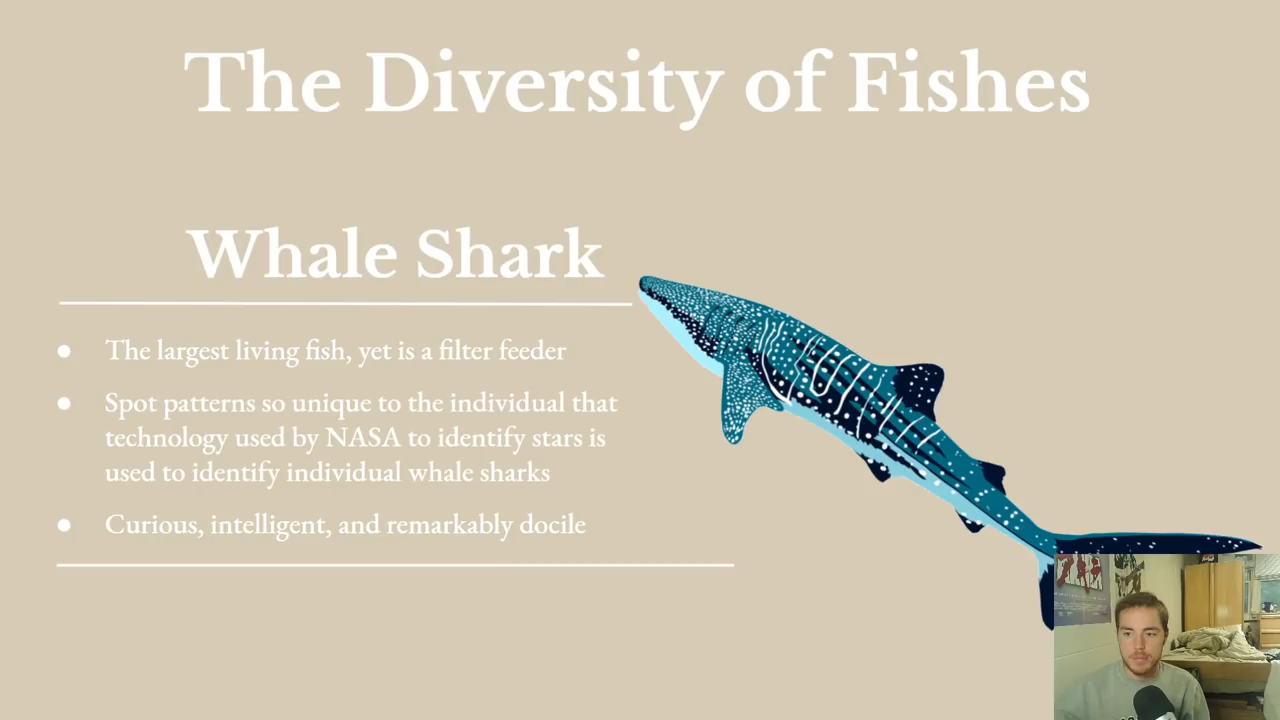 The Diversity of Fishes
Whale Shark
● The largest living fish, yet is a filter feeder
● Spot patterns so unique to the individual that
technology used by NASA to identify stars is
used to identify individual whale sharks
● Curious, intelligent, and remarkably docile